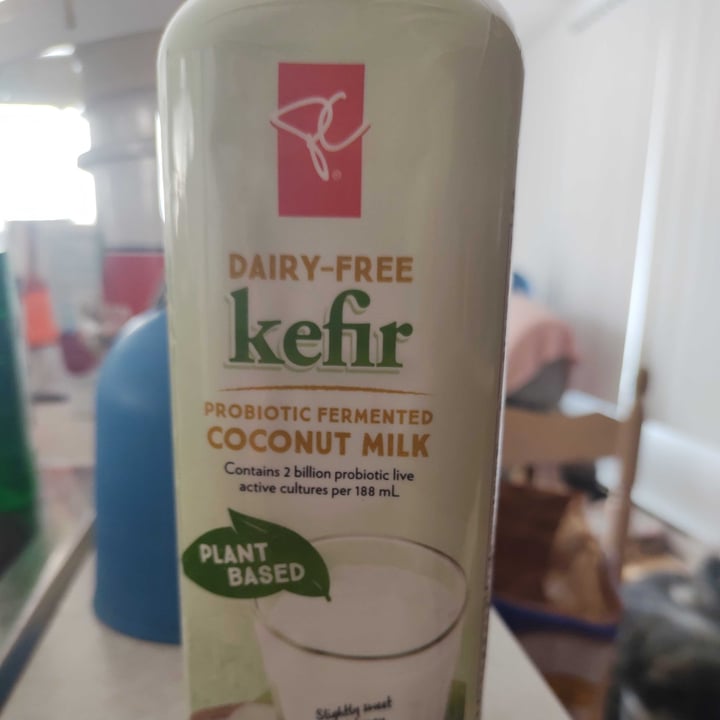 PC®
DAIRY-FREE
kefir
PROBIOTIC FERMENTED
COCONUT MILK
Contains 2 billion probiotic live
active cultures per 188 mL
PLANT
BASED
Slightly sweet